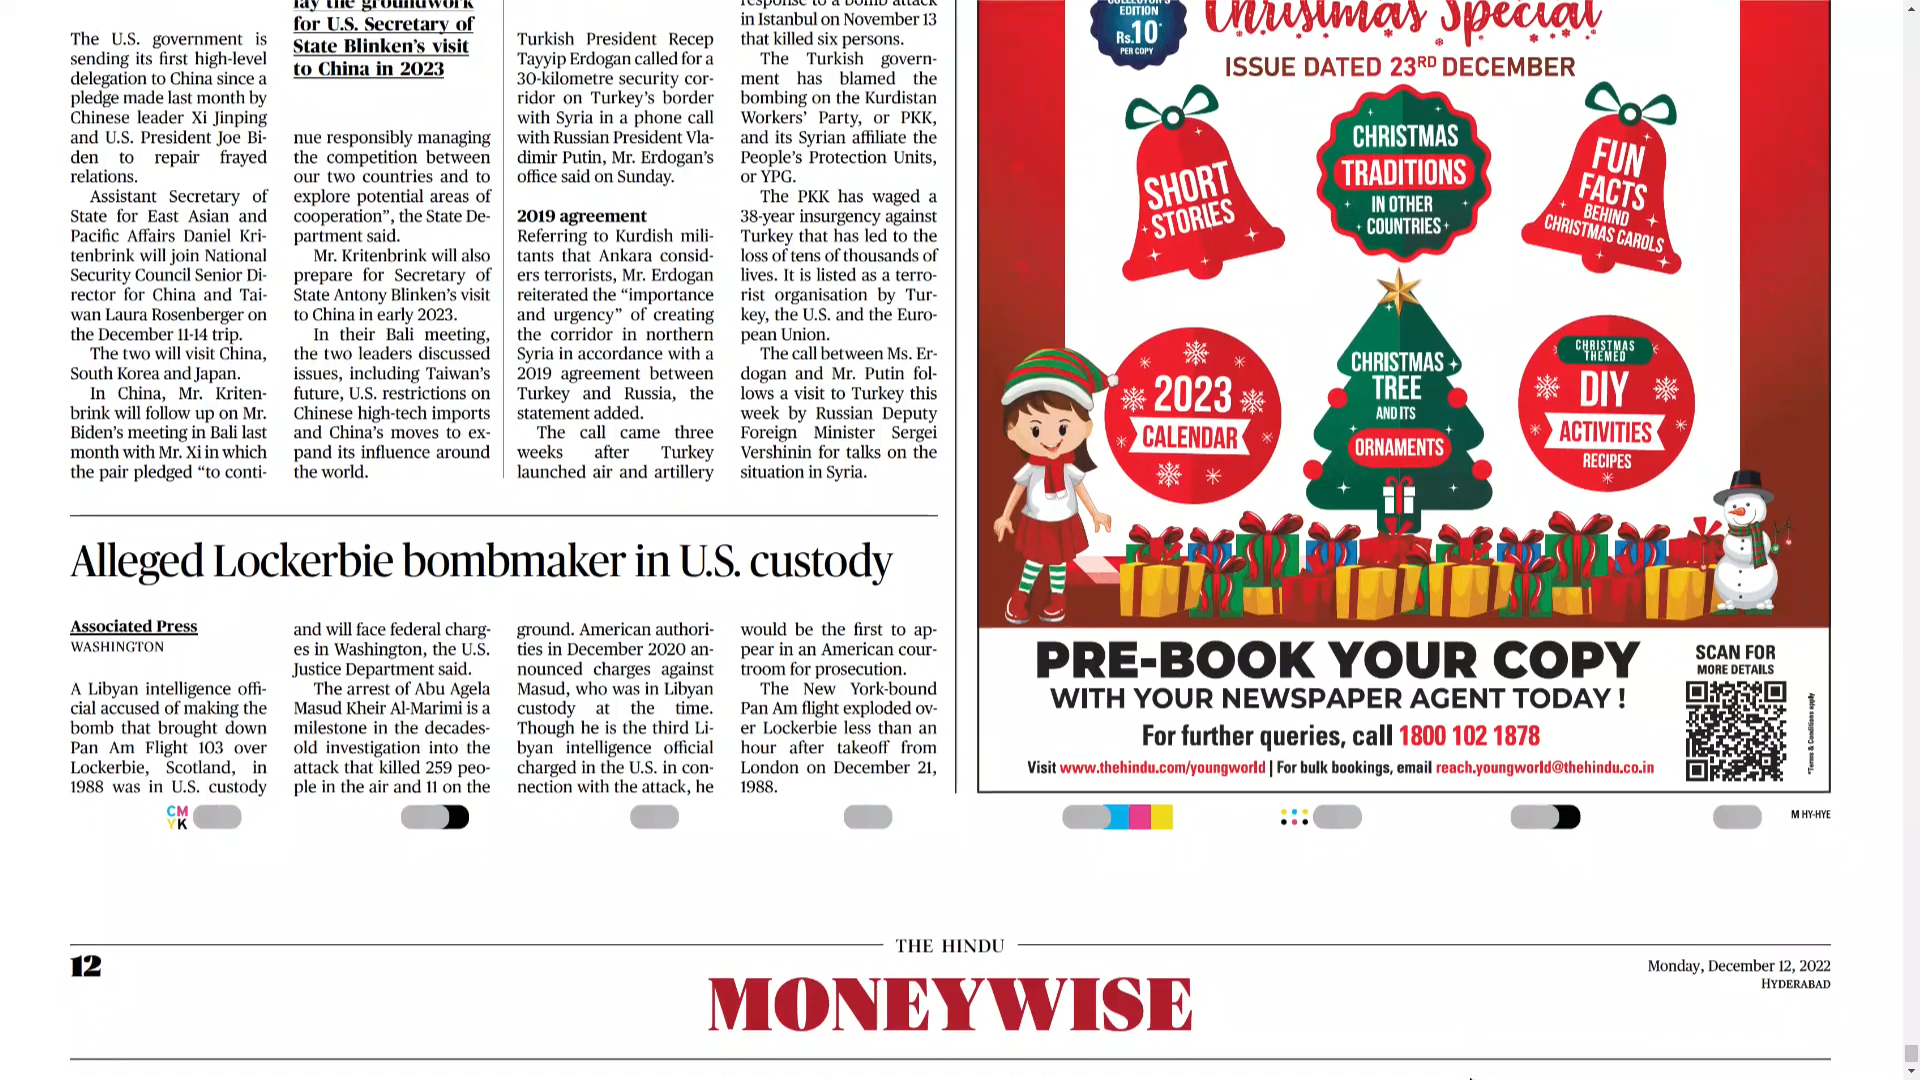 The U.S. government is
sending its first high-level
delegation to China since a
pledge made last month by
Chinese leader Xi Jinping
and U.S. President Joe Bi-
den to repair frayed
relations.
Assistant Secretary of
State for East Asian and
Pacific Affairs Daniel Kri-
tenbrink will join National
Security Council Senior Di-
rector for China and Tai-
wan Laura Rosenberger on
the December 11-14 trip.
The two will visit China,
South Korea and Japan.
In China, Mr. Kriten-
brink will follow up on Mr.
Biden's meeting in Bali last
month with Mr. Xi in which
the pair pledged “to conti-
lay the groundwork
for U.S. Secretary of
State Blinken's visit
to China in 2023
nue responsibly managing
the competition between
our two countries and to
explore potential areas of
cooperation”, the State De-
partment said.
Mr. Kritenbrink will also
prepare for Secretary of
State Antony Blinken's visit
to China in early 2023.
In their Bali meeting,
the two leaders discussed
issues, including Taiwan's
future, U.S. restrictions on
Chinese high-tech imports
and China's moves to ex-
pand its influence around
the world.
Turkish President Recep
Tayyip Erdogan called for a
30-kilometre security cor-
ridor on Turkey's border
with Syria in a phone call
with Russian President Vla-
dimir Putin, Mr. Erdogan's
office said on Sunday.
2019 agreement
Referring to Kurdish mili-
tants that Ankara consid-
ers terrorists, Mr. Erdogan
reiterated the “importance
and urgency” of creating
the corridor in northern
Syria in accordance with a
2019 agreement between
Turkey and Russia, the
statement added.
The call came three
weeks after Turkey
launched air and artillery
response to a bomb attack
in Istanbul on November 13
that killed six persons.
The Turkish govern-
ment has blamed the
bombing on the Kurdistan
Workers' Party, or PKK,
and its Syrian affiliate the
People's Protection Units,
or YPG.
The PKK has waged a
38-year insurgency against
Turkey that has led to the
loss of tens of thousands of
lives. It is listed as a terro-
rist organisation by Tur-
key, the U.S. and the Euro-
pean Union.
The call between Ms. Er-
dogan and Mr. Putin fol-
lows a visit to Turkey this
week by Russian Deputy
Foreign Minister Sergei
Vershinin for talks on the
situation in Syria.
Alleged Lockerbie bombmaker in U.S. custody
Associated Press
WASHINGTON
A Libyan intelligence offi-
cial accused of making the
bomb that brought down
Pan Am Flight 103 over
Lockerbie, Scotland, in
1988 was in U.S. custody
and will face federal charg-
es in Washington, the U.S.
Justice Department said.
The arrest of Abu Agela
Masud Kheir Al-Marimi is a
milestone in the decades-
old investigation into the
attack that killed 259 peo-
ple in the air and 11 on the
ground. American authori-
ties in December 2020 an-
nounced charges against
Masud, who was in Libyan
custody at the time.
Though he is the third Li-
byan intelligence official
charged in the U.S. in con-
nection with the attack, he
would be the first to ap-
pear in an American cour-
troom for prosecution.
The New York-bound
Pan Am flight exploded ov-
er Lockerbie less than an
hour after takeoff from
London on December 21,
1988.
COLLECTOR'S
EDITION
Rs.10*
PER COPY
Christmas Special
ISSUE DATED 23RD DECEMBER
SHORT
STORIES
CHRISTMAS
TRADITIONS
IN OTHER
COUNTRIES
FUN
FACTS
BEHIND
CHRISTMAS CAROLS
2023
CALENDAR
CHRISTMAS
TREE
AND ITS
ORNAMENTS
CHRISTMAS
THEMED
DIY
ACTIVITIES
RECIPES
PRE-BOOK YOUR COPY
WITH YOUR NEWSPAPER AGENT TODAY !
For further queries, call 1800 102 1878
Visit www.thehindu.com/youngworld | For bulk bookings, email reach.youngworld@thehindu.co.in
SCAN FOR
MORE DETAILS
*Terms & Conditions apply
CM
YK
M HY-HYE
THE HINDU
12
MONEYWISE
Monday, December 12, 2022
HYDERABAD